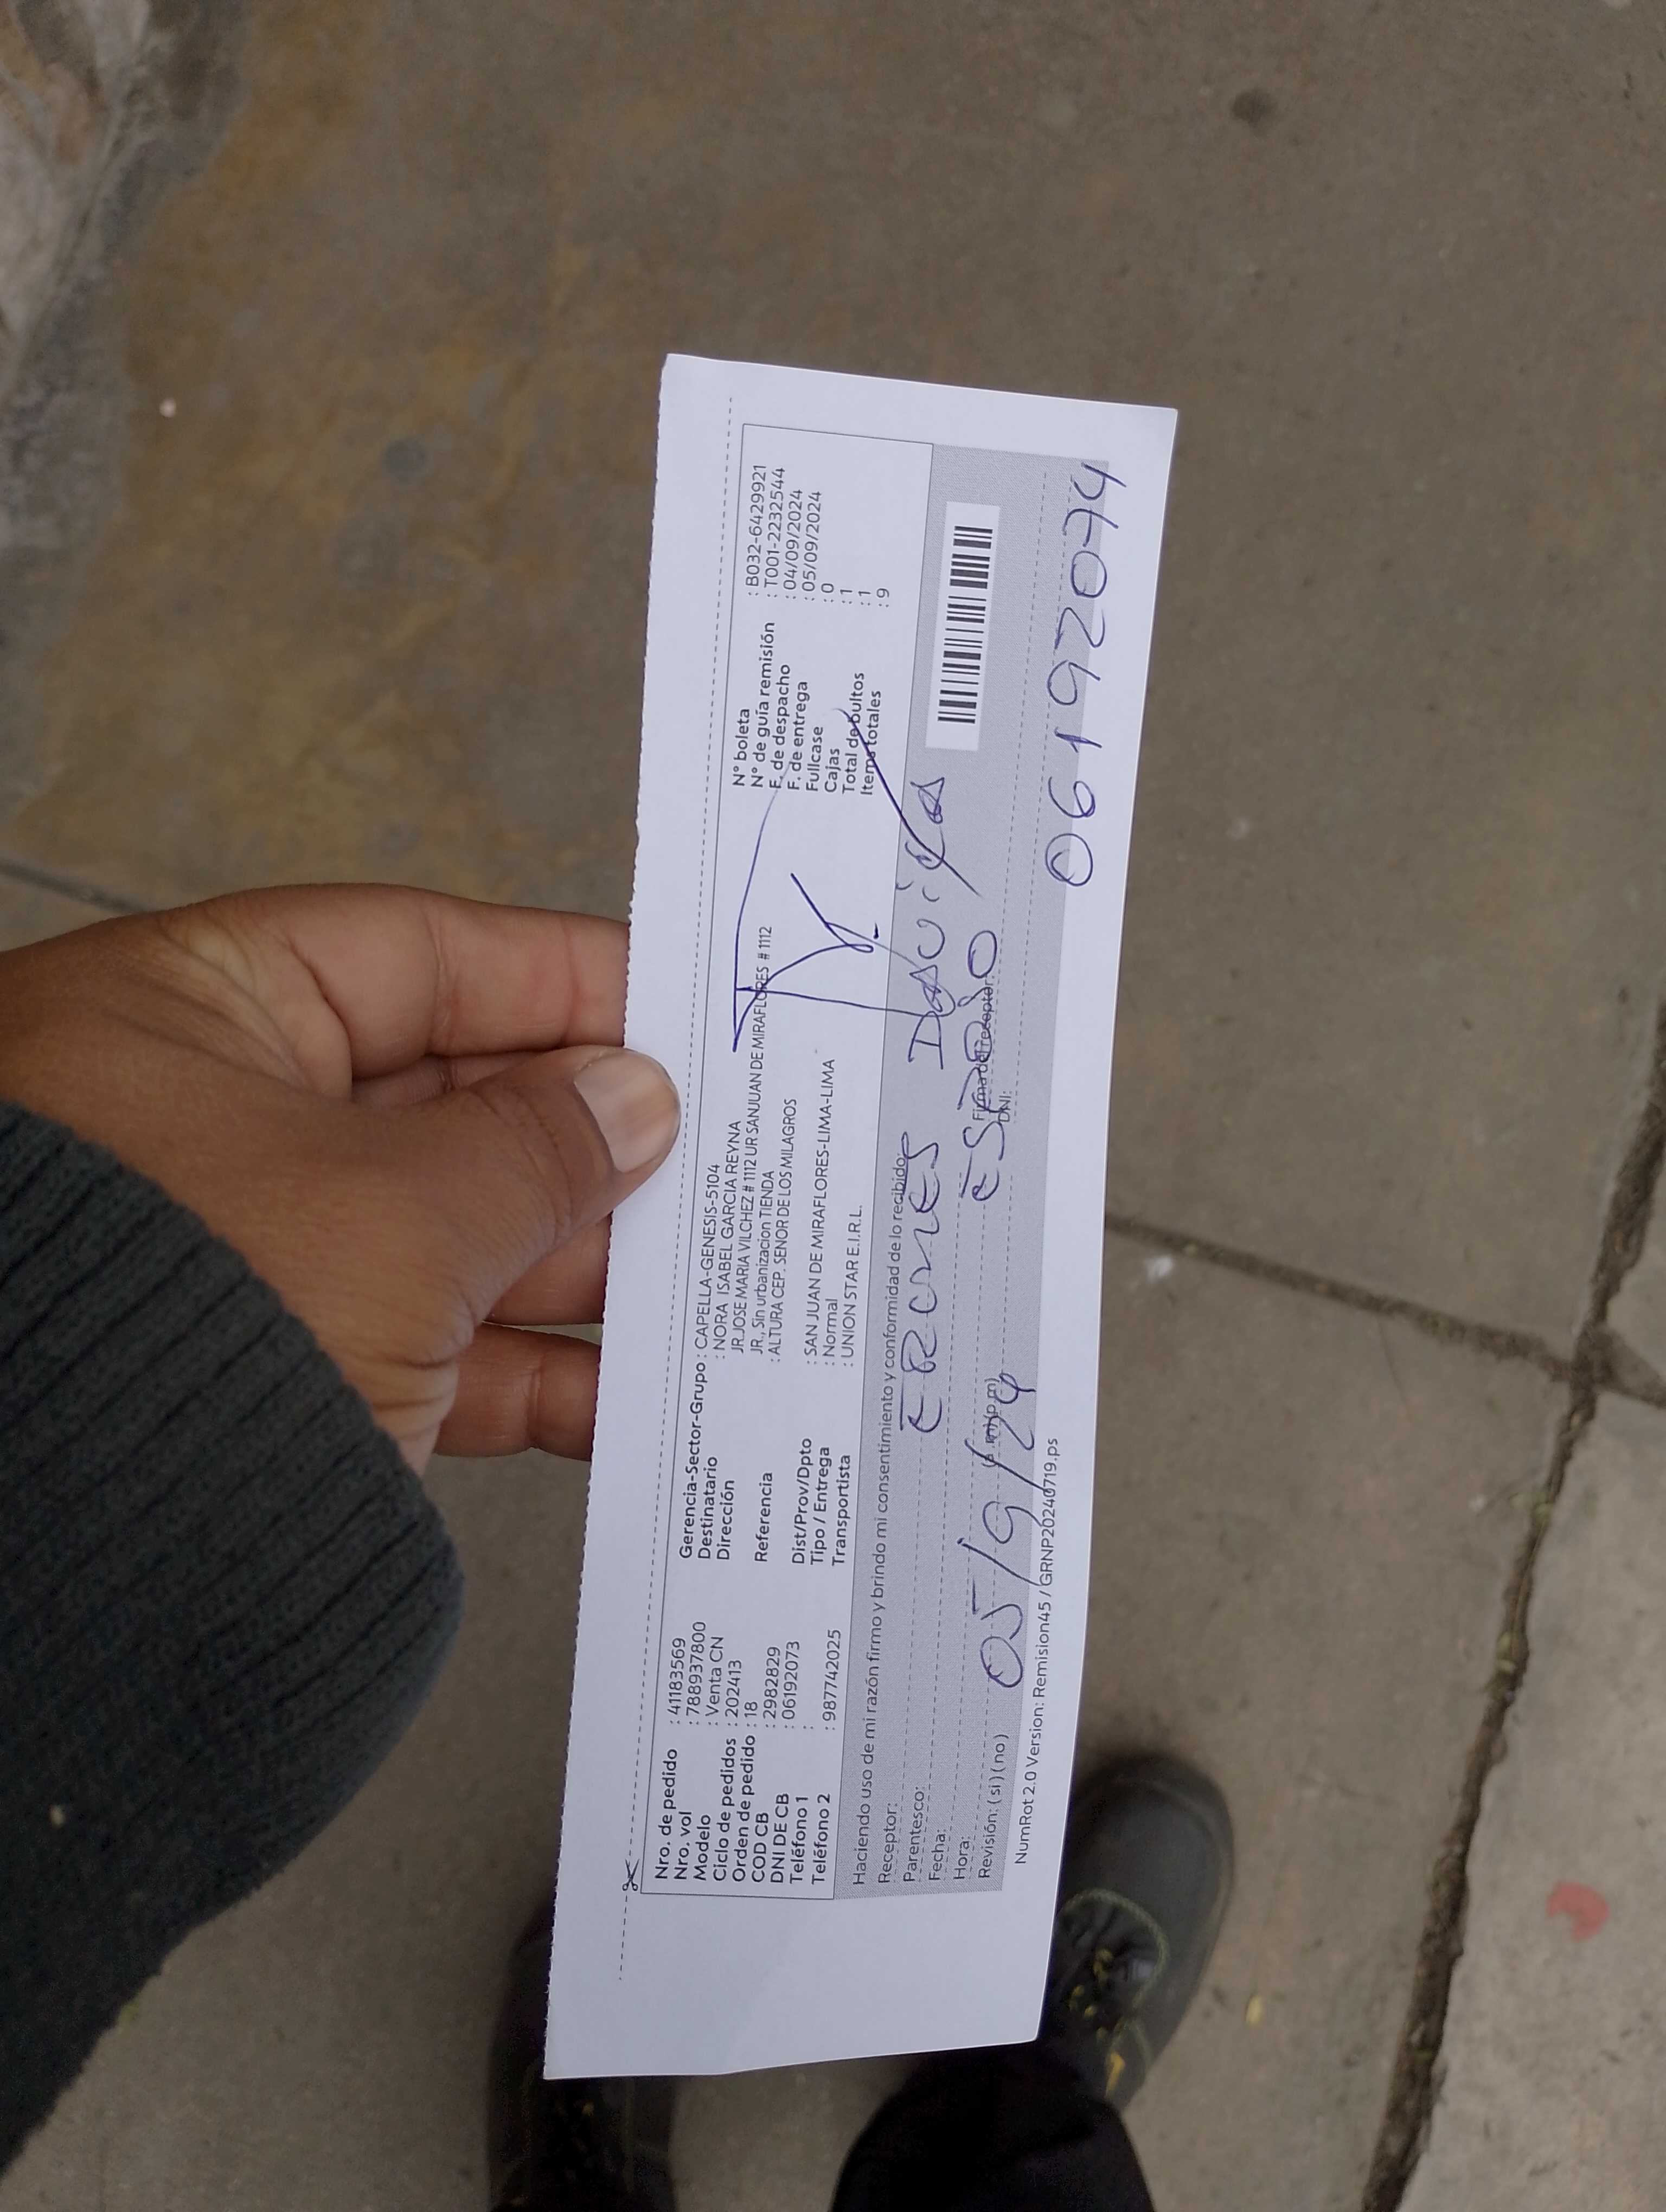 Nro. de pedido : 41183569
Nro. vol : 788937800
Modelo : Venta CN
Ciclo de pedidos : 202413
Orden de pedido : 18
COD CB : 2982829
DNI DE CB : 06192073
Teléfono 1 :
Teléfono 2 : 987742025
Gerencia-Sector-Grupo : CAPELLA-GENESIS-5104
Destinatario : NORA ISABEL GARCIA REYNA
Dirección JR.JOSE MARIA VILCHEZ # 1112 UR SANJUAN DE MIRAFLORES # 1112
JR., Sin urbanizacion TIENDA
Referencia : ALTURA CEP. SENOR DE LOS MILAGROS
Dist/Prov/Dpto : SAN JUAN DE MIRAFLORES-LIMA-LIMA
Tipo / Entrega : Normal
Transportista : UNION STAR E.I.R.L.
N° boleta : B032-6429921
N° de guía remisión : T001-2232544
F. de despacho : 04/09/2024
F. de entrega : 05/09/2024
Fullcase : 0
Cajas : 1
Total de bultos : 1
Items totales : 9
Haciendo uso de mi razón firmo y brindo mi consentimiento y conformidad de lo recibido:
Receptor:
Parentesco: ESPOSO
Fecha: 05/9/24
Hora:
Firma del receptor:
Revisión: (si) (no)
DNI: 06192074
NumRot 2.0 Version: Remision45 / GRNP20240719.ps